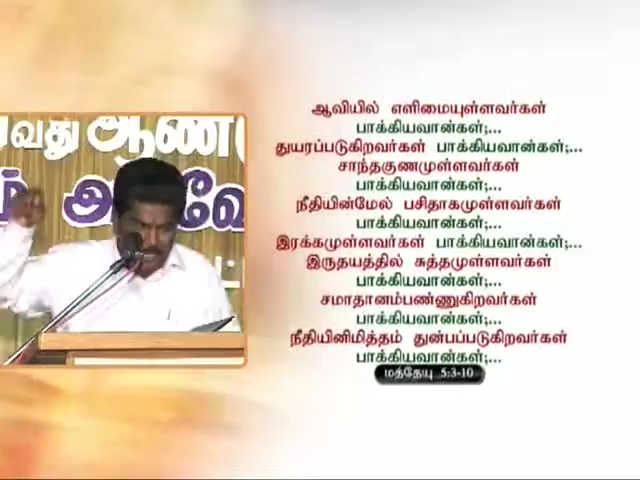 யவது ஆண்
ஆவியில் எளிமையுள்ளவர்கள்
பாக்கியவான்கள்;...
துயரப்படுகிறவர்கள் பாக்கியவான்கள்;...
சாந்தகுணமுள்ளவர்கள்
பாக்கியவான்கள்;...
நீதியின்மேல் பசிதாகமுள்ளவர்கள்
பாக்கியவான்கள்;...
இரக்கமுள்ளவர்கள் பாக்கியவான்கள்;...
இருதயத்தில் சுத்தமுள்ளவர்கள்
பாக்கியவான்கள்;...
சமாதானம்பண்ணுகிறவர்கள்
பாக்கியவான்கள்;...
நீதியினிமித்தம் துன்பப்படுகிறவர்கள்
பாக்கியவான்கள்;...
மத்தேயு 5:3-10